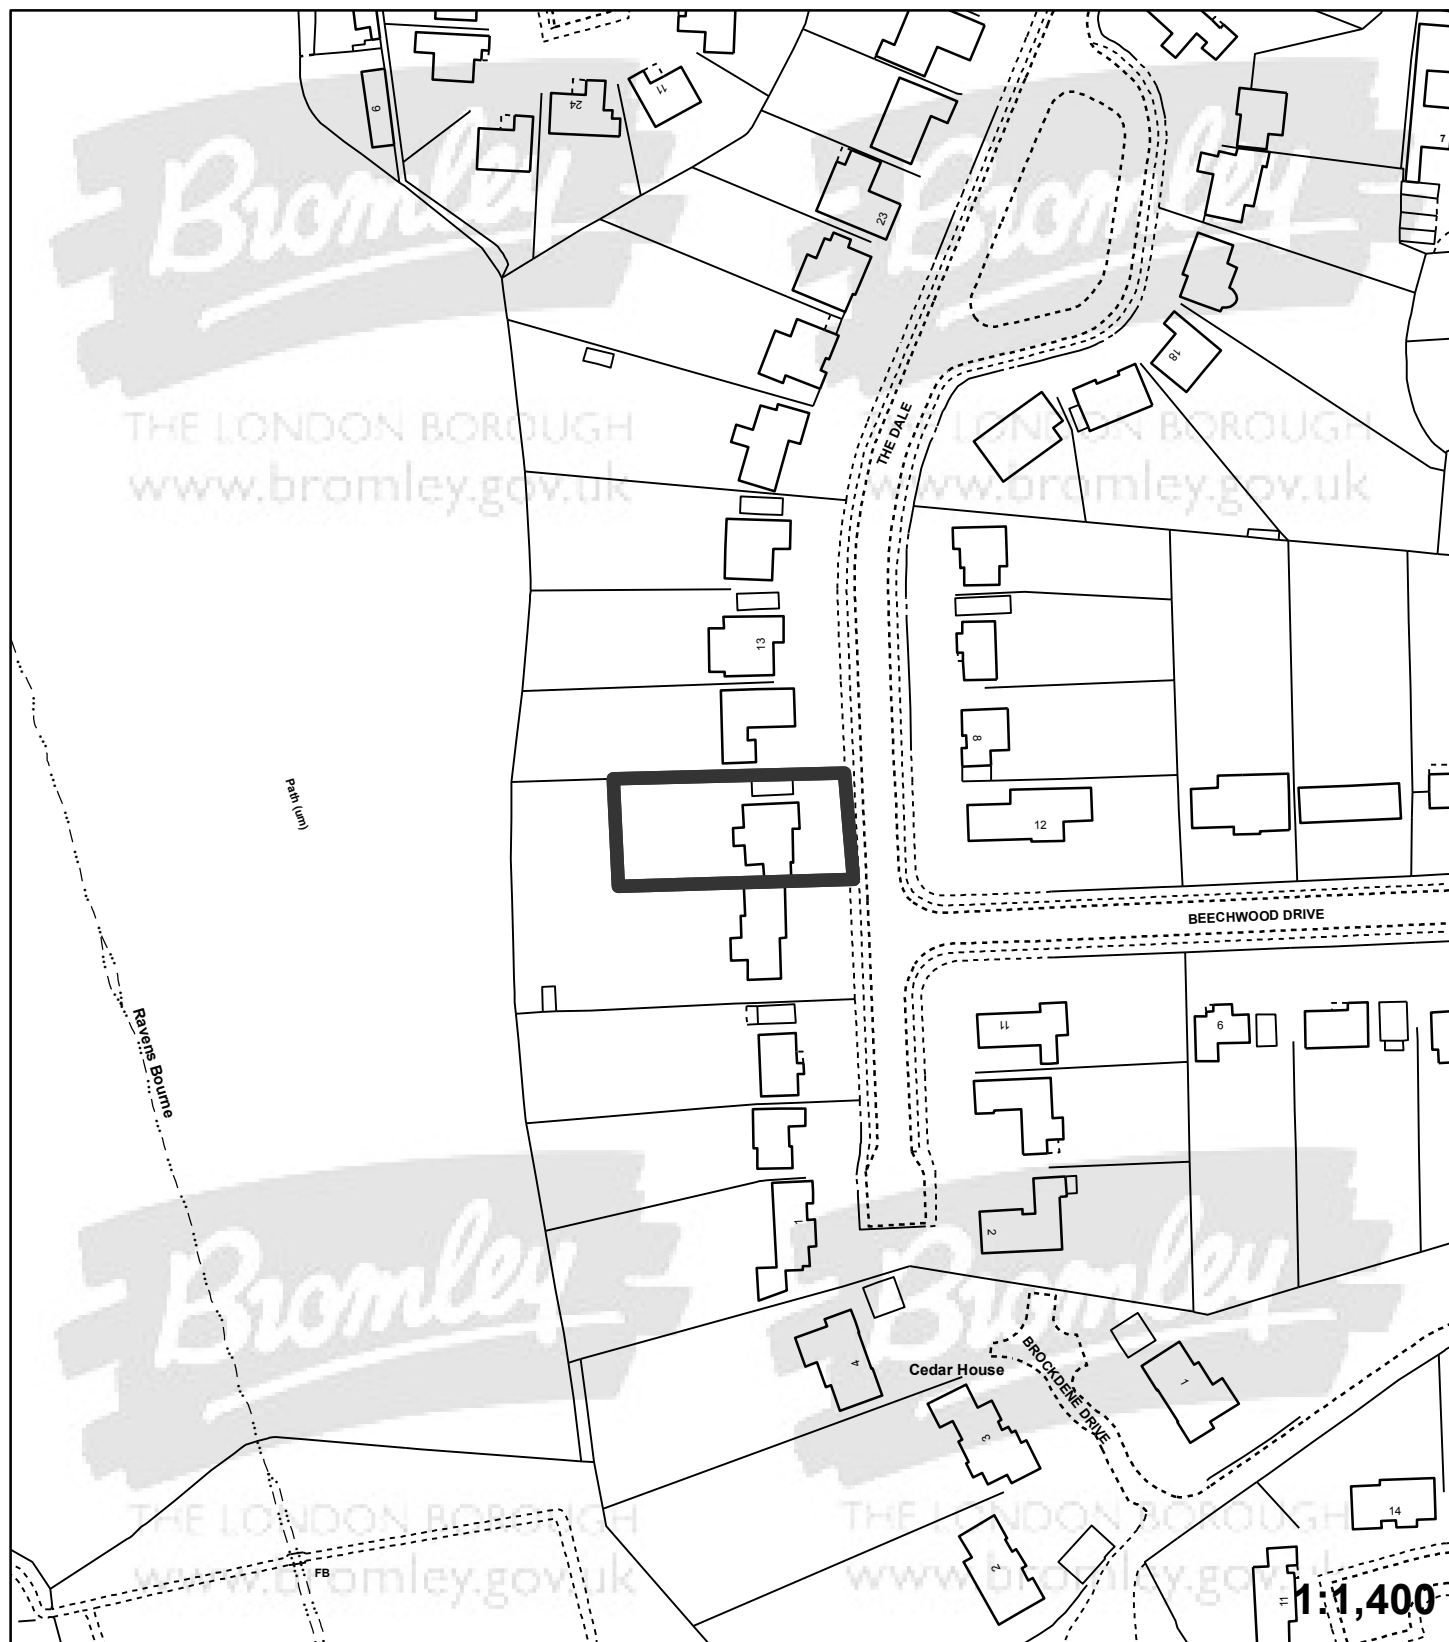 9
24
11
7
Bromley
Bromley
23
18
THE DALE
THE LONDON BOROUGH
THE LONDON BOROUGH
www.bromley.gov.uk
www.bromley.gov.uk
13
8
Path (um)
12
BEECHWOOD DRIVE
Ravens Bourne
11
9
1
2
Bromley
Bromley
4
Cedar House
BROCKDENE DRIVE
1
3
THE LONDON BOROUGH
THE LONDON BOROUGH
14
FB
www.bromley.gov.uk
www.bromley.gov.uk
2
11
1:1,400